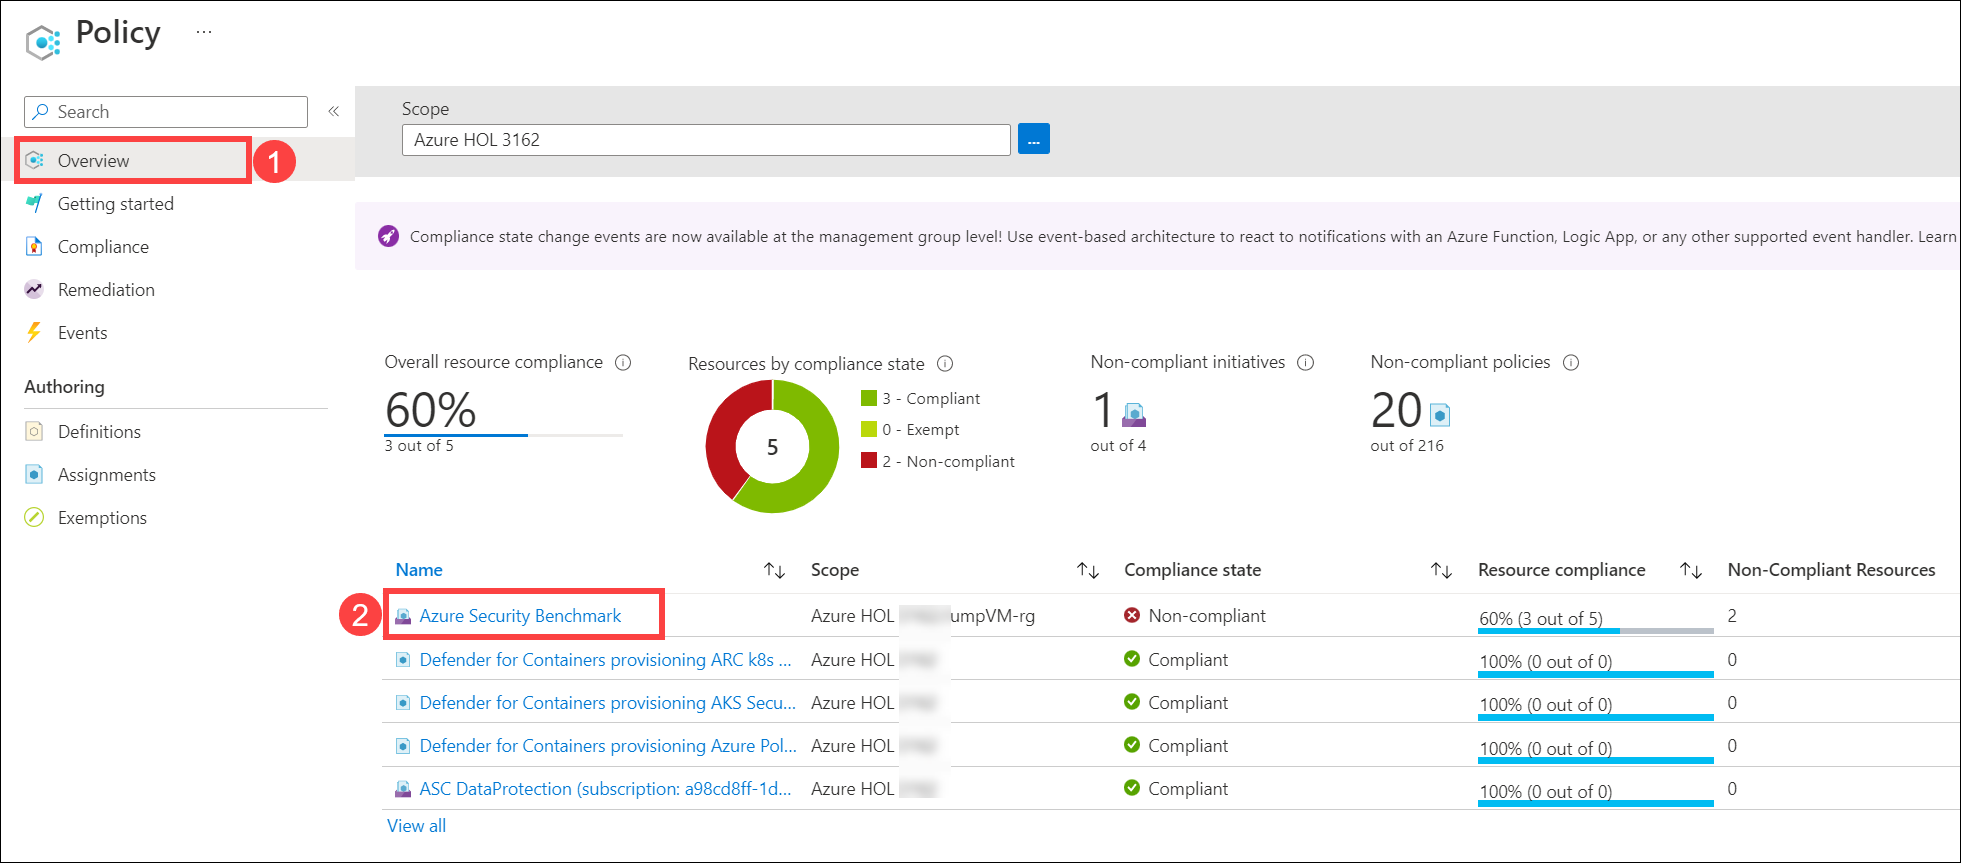 Policy ...
Search «
Overview 1
Getting started
Compliance
Remediation
Events
Authoring
Definitions
Assignments
Exemptions
Scope
Azure HOL 3162 ...
Compliance state change events are now available at the management group level! Use event-based architecture to react to notifications with an Azure Function, Logic App, or any other supported event handler. Learn
Overall resource compliance
60%
3 out of 5
Resources by compliance state
5
3 - Compliant
0 - Exempt
2 - Non-compliant
Non-compliant initiatives
1
out of 4
Non-compliant policies
20
out of 216
Name Scope Compliance state Resource compliance Non-Compliant Resources
2 Azure Security Benchmark Azure HOL umpVM-rg Non-compliant 60% (3 out of 5) 2
Defender for Containers provisioning ARC k8s ... Azure HOL Compliant 100% (0 out of 0) 0
Defender for Containers provisioning AKS Secu... Azure HOL Compliant 100% (0 out of 0) 0
Defender for Containers provisioning Azure Pol... Azure HOL Compliant 100% (0 out of 0) 0
ASC DataProtection (subscription: a98cd8ff-1d... Azure HOL Compliant 100% (0 out of 0) 0
View all